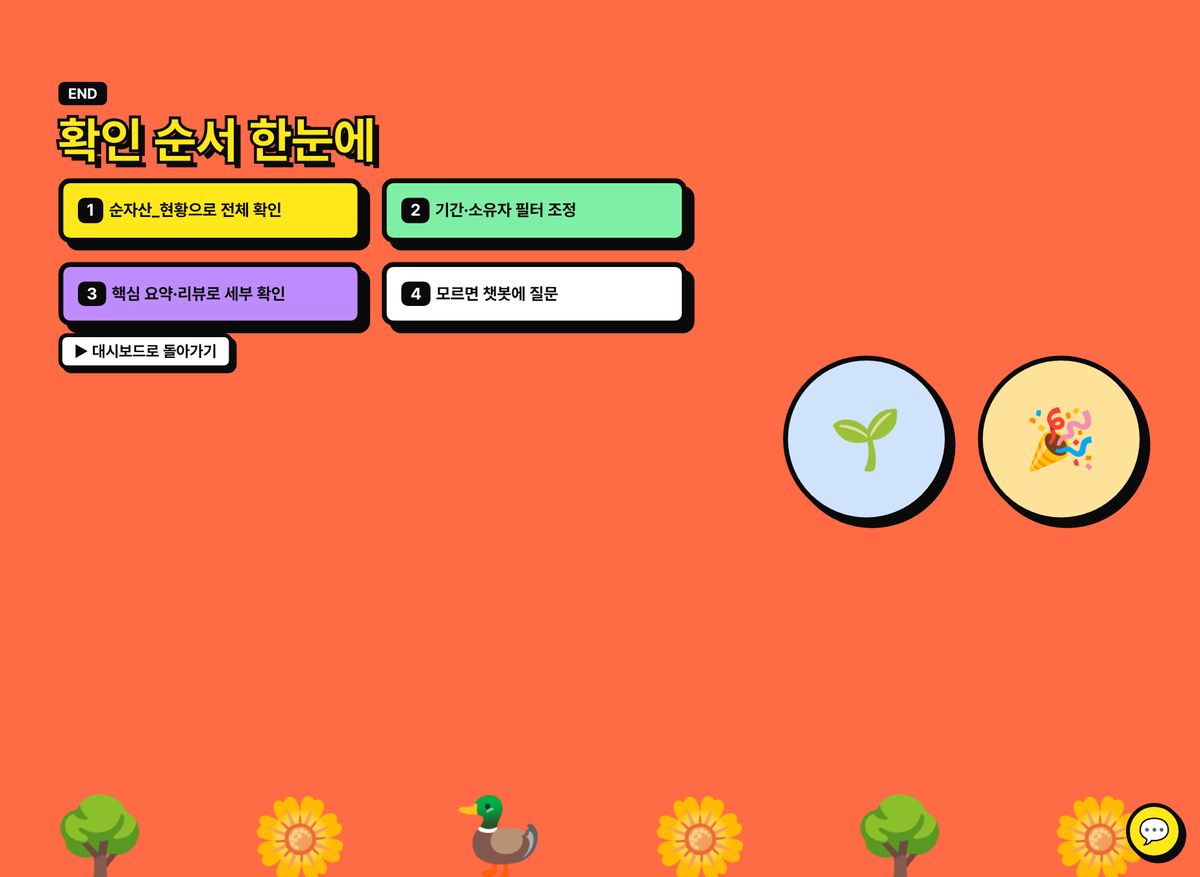 END
확인 순서 한눈에
1 순자산_현황으로 전체 확인
2 기간·소유자 필터 조정
3 핵심 요약·리뷰로 세부 확인
4 모르면 챗봇에 질문
▶ 대시보드로 돌아가기